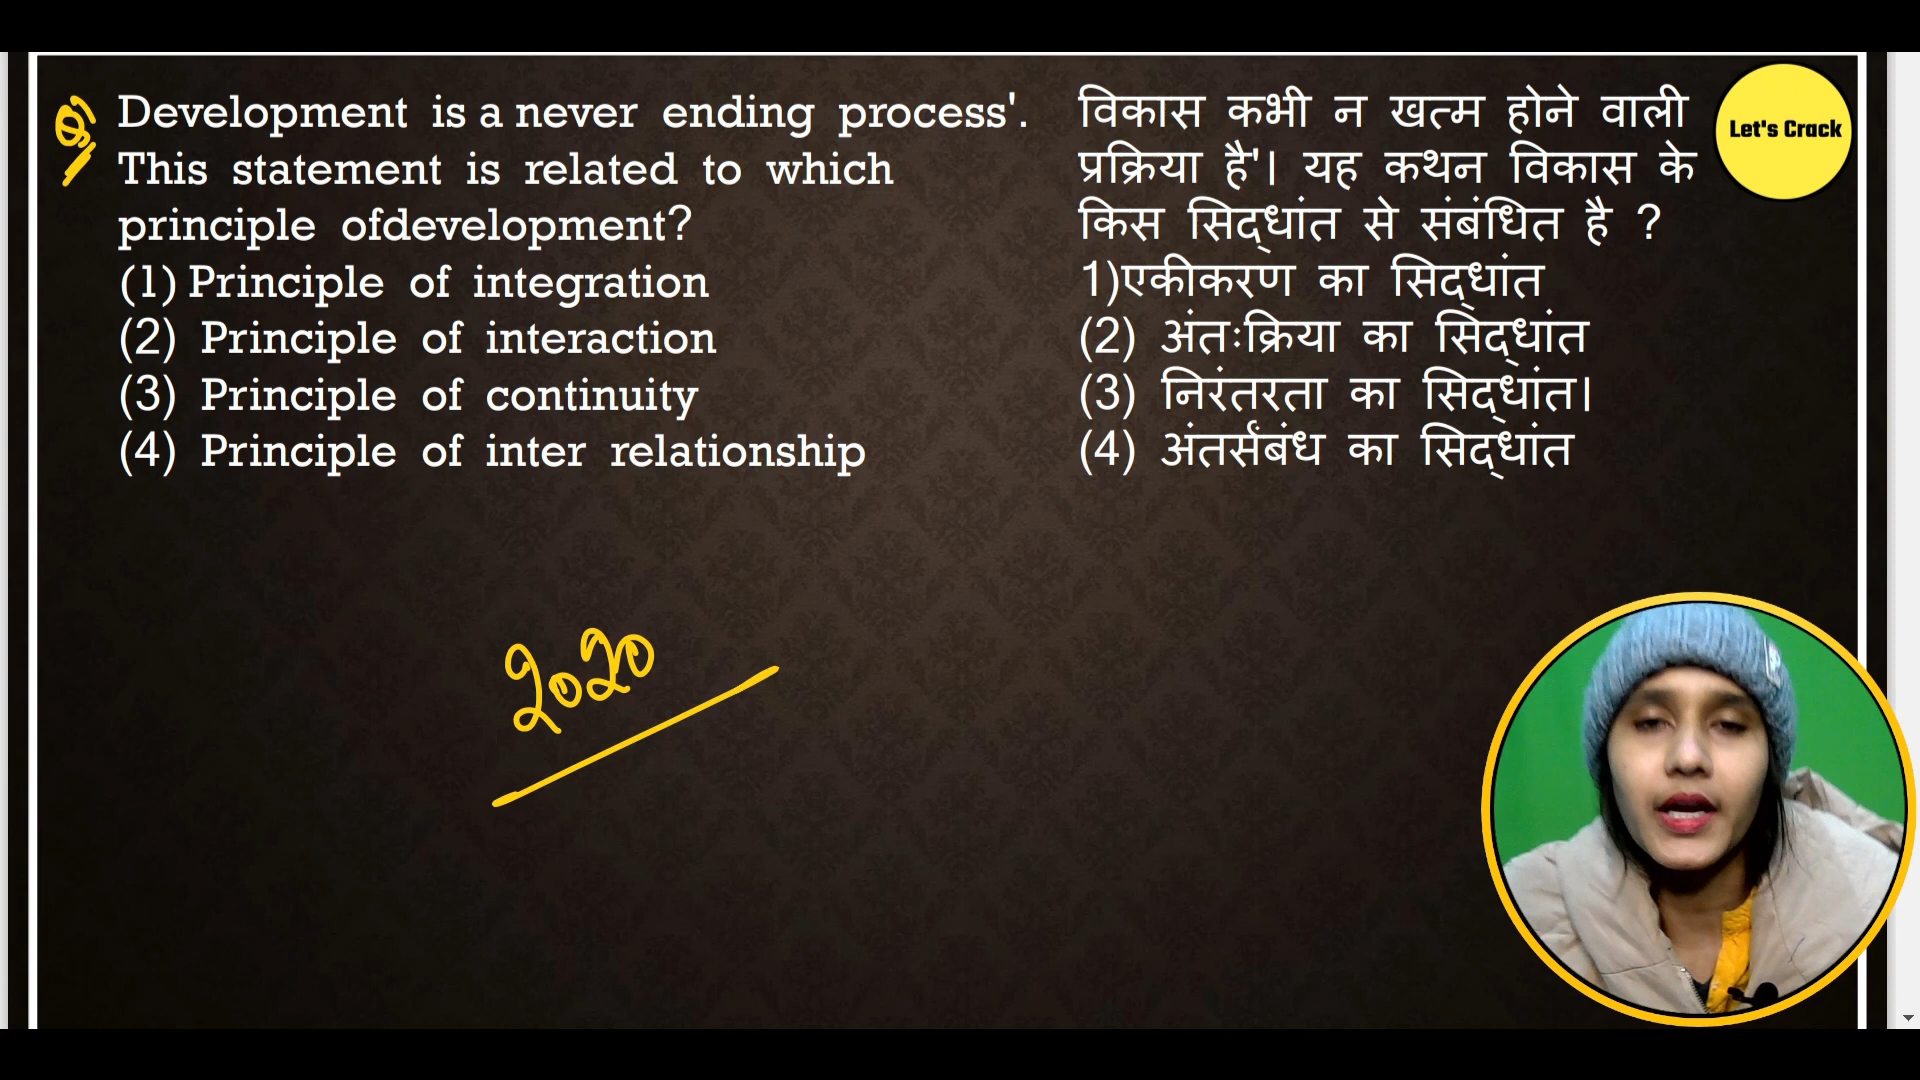 Development is a never ending process'.
This statement is related to which
principle ofdevelopment?
(1) Principle of integration
(2) Principle of interaction
(3) Principle of continuity
(4) Principle of inter relationship
विकास कभी न खत्म होने वाली
प्रक्रिया है'। यह कथन विकास के
किस सिद्धांत से संबंधित है ?
1)एकीकरण का सिद्धांत
(2) अंतःक्रिया का सिद्धांत
(3) निरंतरता का सिद्धांत।
(4) अंतर्संबंध का सिद्धांत
Let's Crack
Q
2020